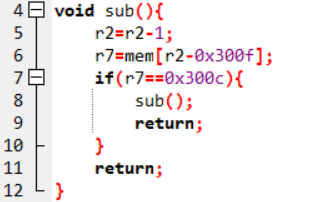 4 void sub(){
5 r2=r2-1;
6 r7=mem[r2-0x300f];
7 if(r7==0x300c){
8 sub();
9 return;
10 }
11 return;
12 }